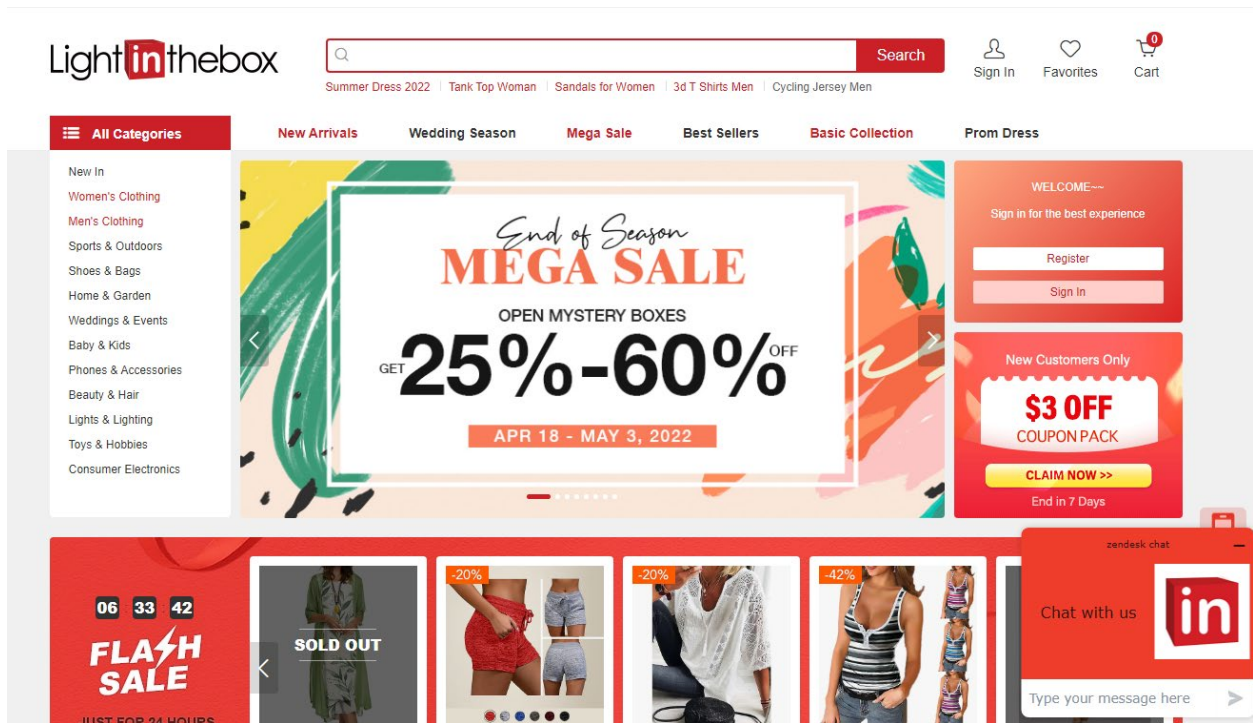 Lightinthebox
Search
Sign In
Favorites
0
Cart
Summer Dress 2022
Tank Top Woman
Sandals for Women
3d T Shirts Men
Cycling Jersey Men
All Categories
New Arrivals
Wedding Season
Mega Sale
Best Sellers
Basic Collection
Prom Dress
New In
Women's Clothing
Men's Clothing
Sports & Outdoors
Shoes & Bags
Home & Garden
Weddings & Events
Baby & Kids
Phones & Accessories
Beauty & Hair
Lights & Lighting
Toys & Hobbies
Consumer Electronics
End of Season
MEGA SALE
OPEN MYSTERY BOXES
GET 25%-60% OFF
APR 18 - MAY 3, 2022
WELCOME~~
Sign in for the best experience
Register
Sign In
New Customers Only
$3 OFF
COUPON PACK
CLAIM NOW >>
End in 7 Days
06 33 42
FLASH
SALE
JUST FOR 24 HOURS
SOLD OUT
-20%
-20%
-42%
zendesk chat
Chat with us
in
Type your message here